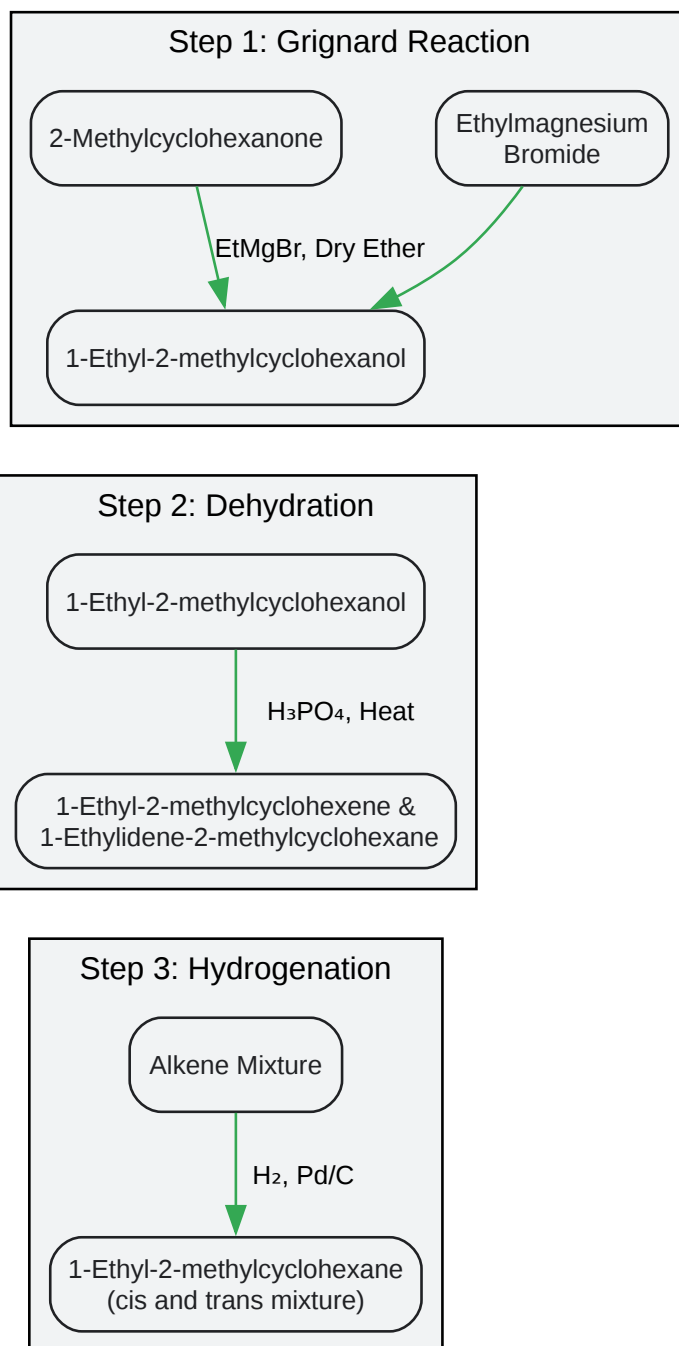 Step 1: Grignard Reaction
2-Methylcyclohexanone
Ethylmagnesium
Bromide
EtMgBr, Dry Ether
1-Ethyl-2-methylcyclohexanol
Step 2: Dehydration
1-Ethyl-2-methylcyclohexanol
H₃PO₄, Heat
1-Ethyl-2-methylcyclohexene &
1-Ethylidene-2-methylcyclohexane
Step 3: Hydrogenation
Alkene Mixture
H₂, Pd/C
1-Ethyl-2-methylcyclohexane
(cis and trans mixture)